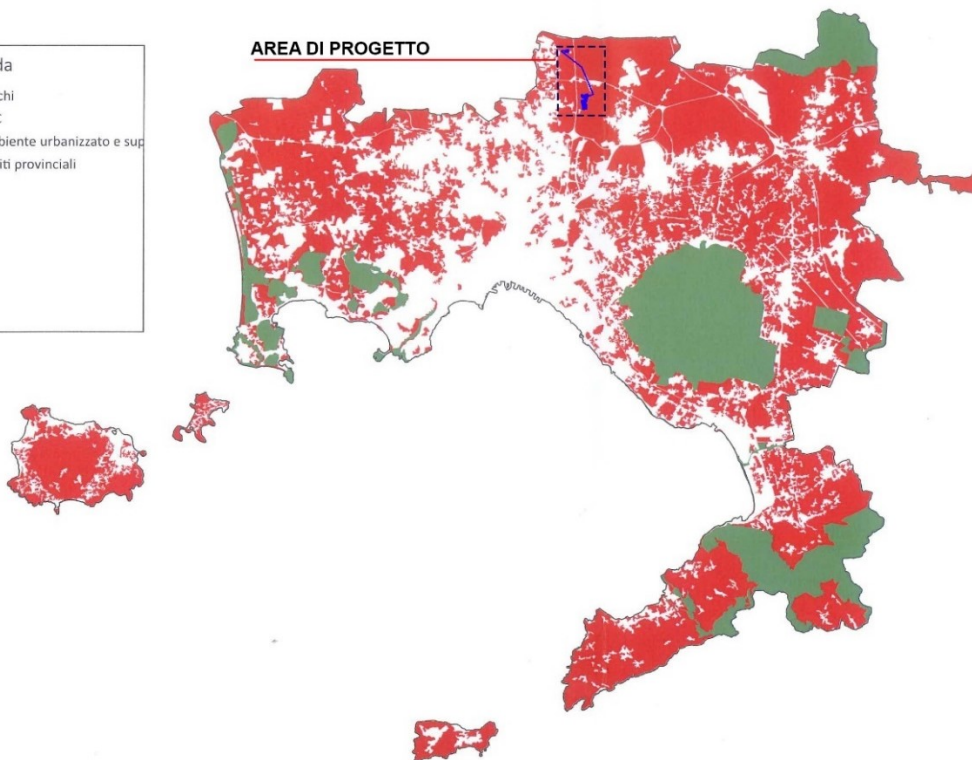 AREA DI PROGETTO
da
chi
biente urbanizzato e sup
iti provinciali